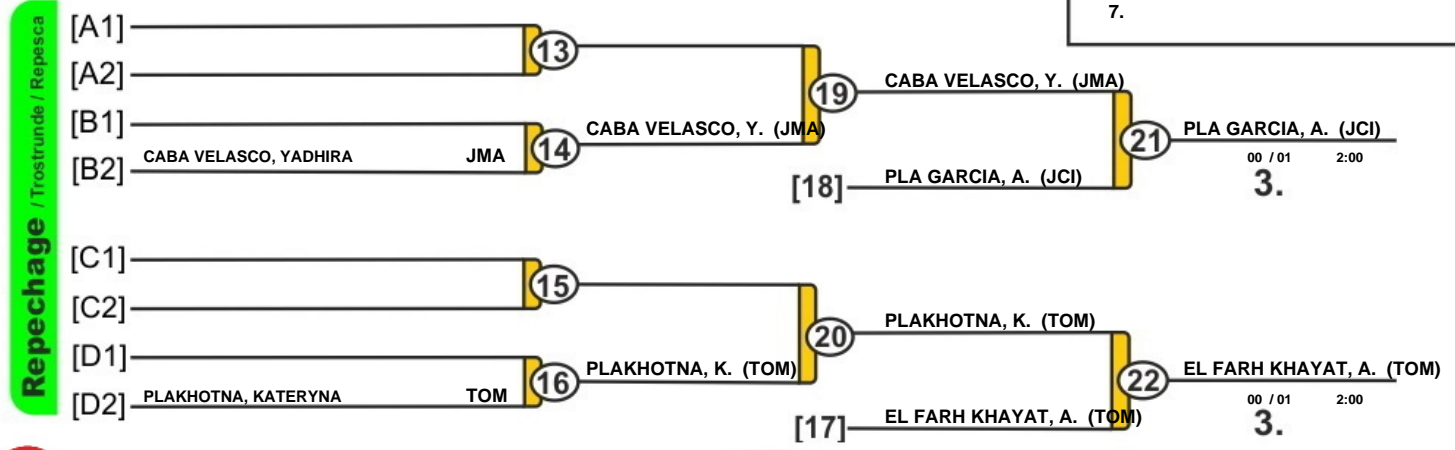 Repechage / Trostrunde / Repesca
7.
[A1]
13
[A2]
19
CABA VELASCO, Y. (JMA)
[B1]
CABA VELASCO, Y. (JMA)
21
PLA GARCIA, A. (JCI)
14
CABA VELASCO, YADHIRA JMA
00 / 01 2:00
[B2]
[18]
PLA GARCIA, A. (JCI)
3.
[C1]
15
[C2]
PLAKHOTNA, K. (TOM)
20
[D1]
PLAKHOTNA, K. (TOM)
EL FARH KHAYAT, A. (TOM)
16
22
PLAKHOTNA, KATERYNA TOM
00 / 01 2:00
[D2]
EL FARH KHAYAT, A. (TOM)
[17]
3.